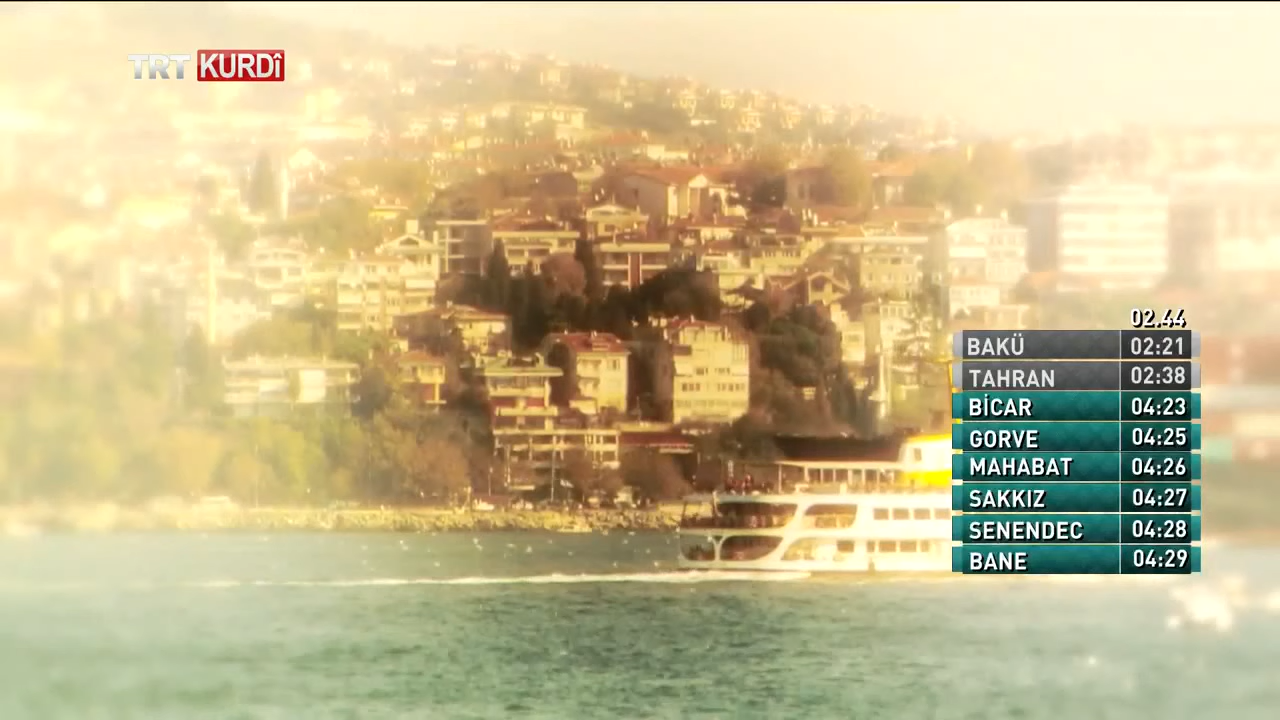 TRT KURDÎ
02.44
BAKÜ 02:21
TAHRAN 02:38
BİCAR 04:23
GORVE 04:25
MAHABAT 04:26
SAKKIZ 04:27
SENENDEC 04:28
BANE 04:29